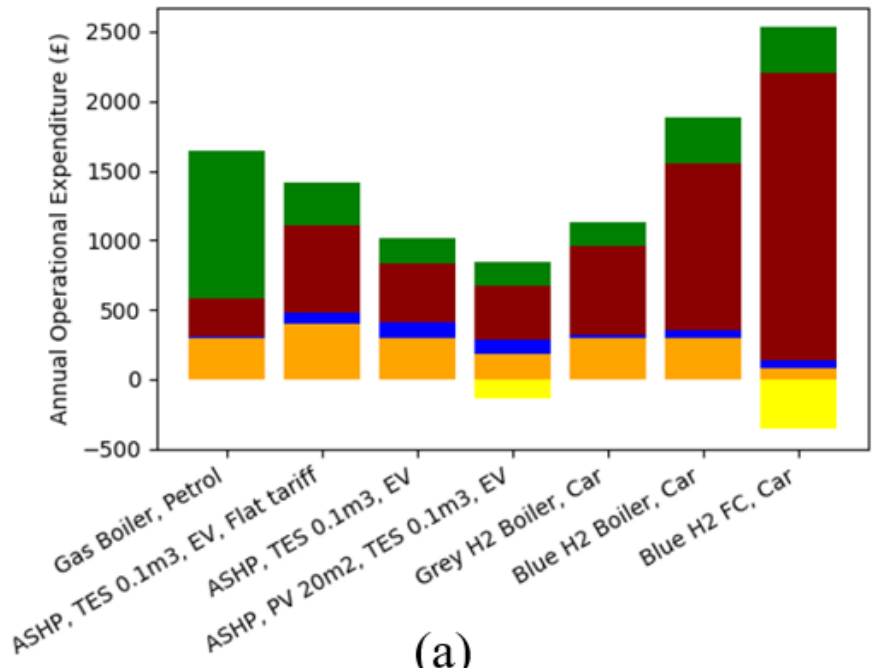 Annual Operational Expenditure (£)
2500
2000
1500
1000
500
0
−500
Gas Boiler, Petrol
ASHP, TES 0.1m3, EV, Flat tariff
ASHP, TES 0.1m3, EV
ASHP, PV 20m2, TES 0.1m3, EV
Grey H2 Boiler, Car
Blue H2 Boiler, Car
Blue H2 FC, Car
(a)